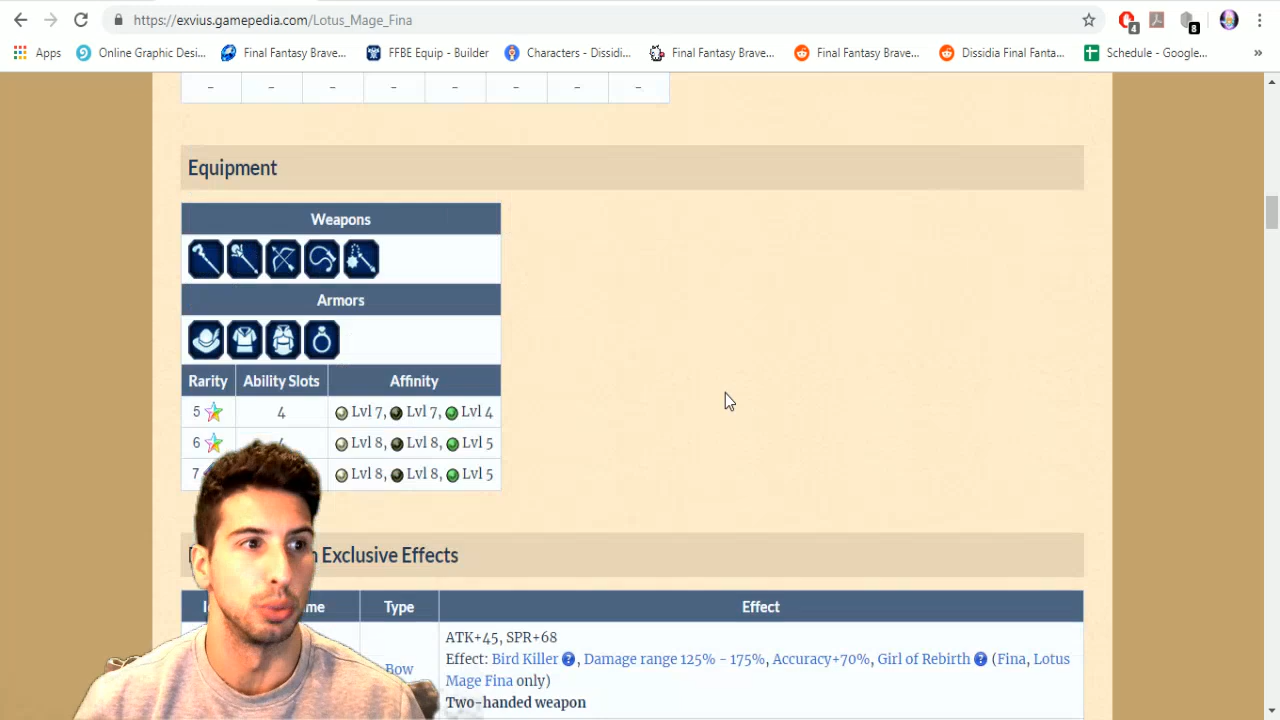 https://exvius.gamepedia.com/Lotus_Mage_Fina
4
8
Apps
Online Graphic Desi...
Final Fantasy Brave...
FFBE Equip - Builder
Characters - Dissidi...
Final Fantasy Brave...
Final Fantasy Brave...
Dissidia Final Fanta...
Schedule - Google...
»
- - - - - - - -
Equipment
Weapons
Armors
Rarity Ability Slots Affinity
5 4 Lvl 7, Lvl 7, Lvl 4
6 Lvl 8, Lvl 8, Lvl 5
7 Lvl 8, Lvl 8, Lvl 5
Exclusive Effects
Type Effect
ATK+45, SPR+68
Bow Effect: Bird Killer ?, Damage range 125% - 175%, Accuracy+70%, Girl of Rebirth ? (Fina, Lotus
Mage Fina only)
Two-handed weapon